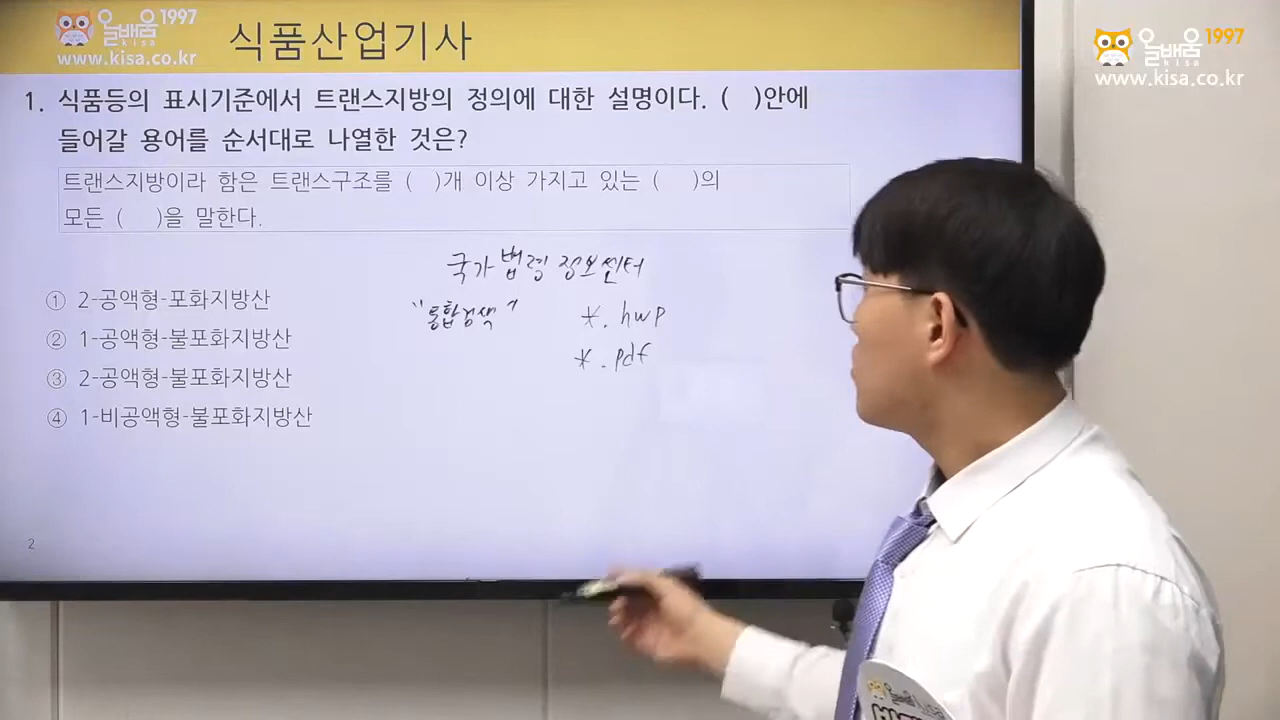 올배움 1997
kisa
www.kisa.co.kr
식품산업기사
올배움 1997
kisa
www.kisa.co.kr
1. 식품등의 표시기준에서 트랜스지방의 정의에 대한 설명이다. ( )안에
들어갈 용어를 순서대로 나열한 것은?
트랜스지방이라 함은 트랜스구조를 ( )개 이상 가지고 있는 ( )의
모든 ( )을 말한다.
국가법령정보센터
"통합검색"
*.hwp
*.pdf
① 2-공액형-포화지방산
② 1-공액형-불포화지방산
③ 2-공액형-불포화지방산
④ 1-비공액형-불포화지방산
2